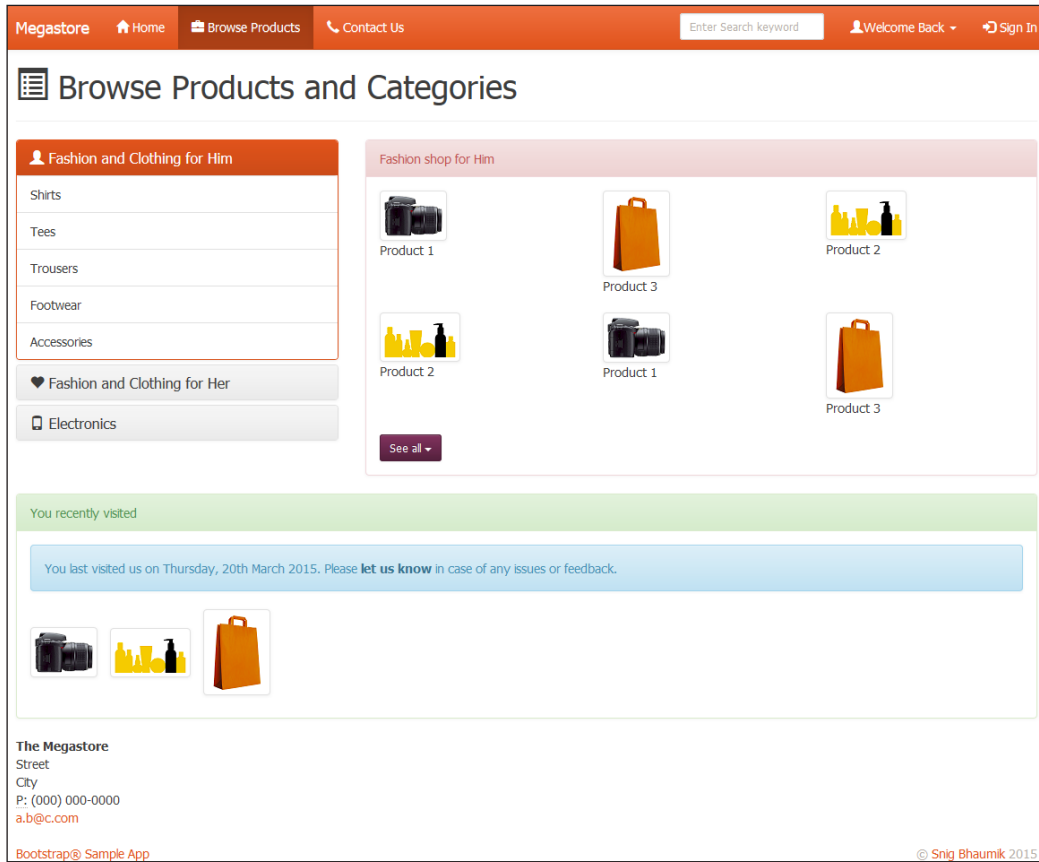 Megastore Home Browse Products Contact Us Enter Search keyword Welcome Back Sign In
Browse Products and Categories
Fashion and Clothing for Him
Shirts
Tees
Trousers
Footwear
Accessories
Fashion and Clothing for Her
Electronics
Fashion shop for Him
Product 1
Product 3
Product 2
Product 2
Product 1
Product 3
See all
You recently visited
You last visited us on Thursday, 20th March 2015. Please let us know in case of any issues or feedback.
The Megastore
Street
City
P: (000) 000-0000
a.b@c.com
Bootstrap® Sample App © Snig Bhaumik 2015